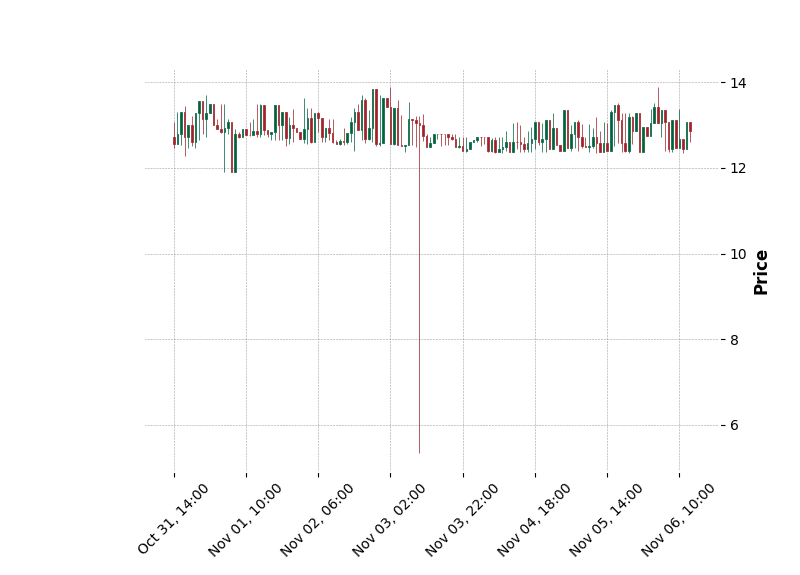 14
12
10
8
6
Price
Oct 31, 14:00
Nov 01, 10:00
Nov 02, 06:00
Nov 03, 02:00
Nov 03, 22:00
Nov 04, 18:00
Nov 05, 14:00
Nov 06, 10:00